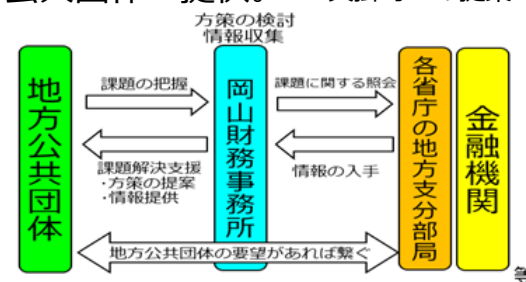 方策の検討
情報収集
地方公共団体
課題の把握
課題解決支援
・方策の提案
・情報提供
岡山財務事務所
課題に関する照会
情報の入手
各省庁の地方支分部局
金融機関
地方公共団体の要望があれば繋ぐ